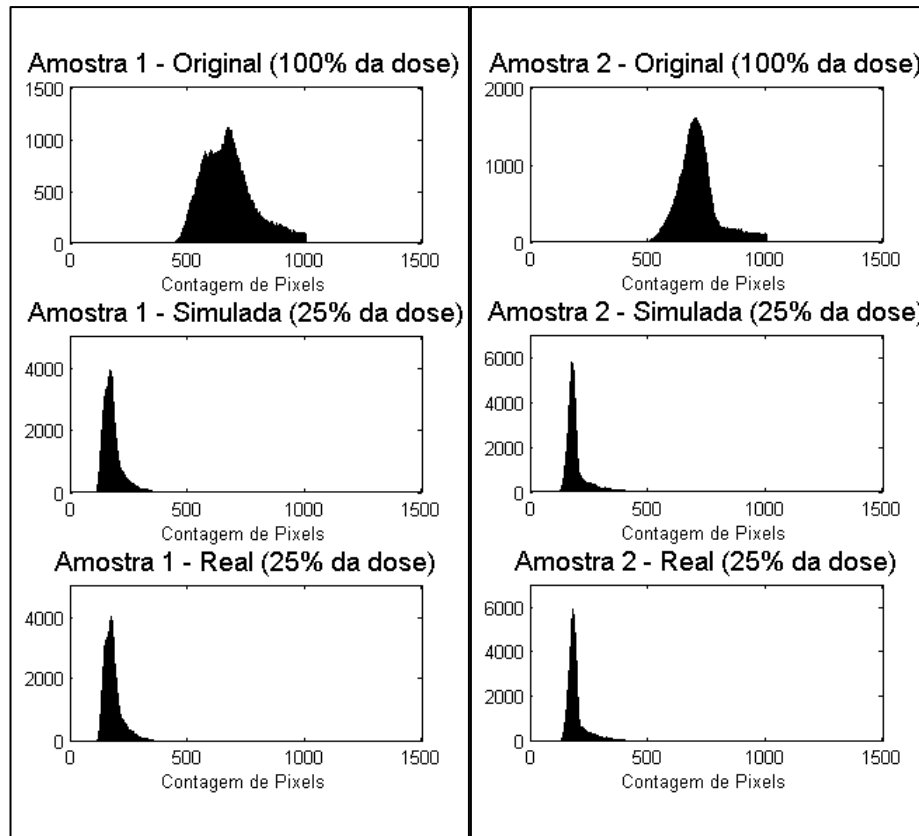 Amostra 1 - Original (100% da dose)
1500
1000
500
0
0 500 1000 1500
Contagem de Pixels
Amostra 1 - Simulada (25% da dose)
4000
2000
0
0 500 1000 1500
Contagem de Pixels
Amostra 1 - Real (25% da dose)
4000
2000
0
0 500 1000 1500
Contagem de Pixels
Amostra 2 - Original (100% da dose)
2000
1000
0
0 500 1000 1500
Contagem de Pixels
Amostra 2 - Simulada (25% da dose)
6000
4000
2000
0
0 500 1000 1500
Contagem de Pixels
Amostra 2 - Real (25% da dose)
6000
4000
2000
0
0 500 1000 1500
Contagem de Pixels